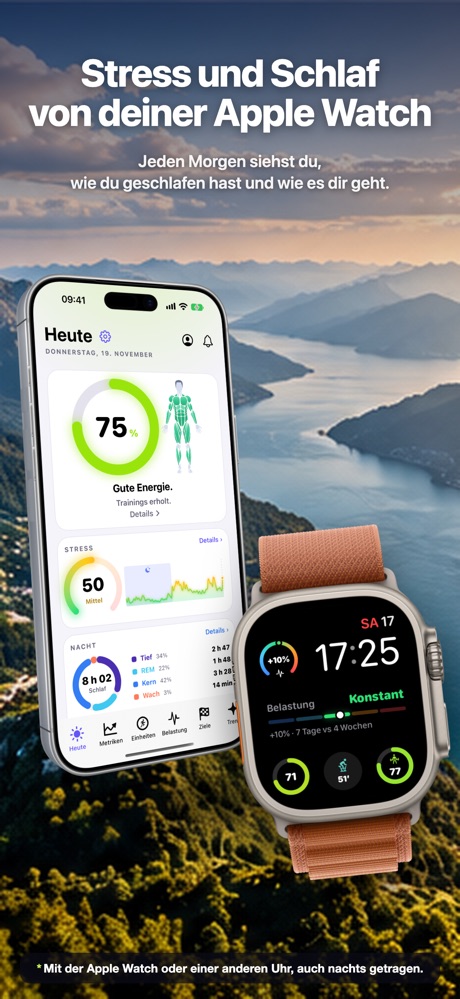 Stress und Schlaf
von deiner Apple Watch
Jeden Morgen siehst du,
wie du geschlafen hast und wie es dir geht.
09:41
Heute
DONNERSTAG, 19. NOVEMBER
75 %
Gute Energie.
Trainings erholt.
Details >
STRESS
Details >
50
Mittel
NACHT
Details >
8 h 02
Schlaf
Tief 34% 2 h 47
REM 22% 1 h 48
Kern 42% 3 h 28
Wach 3% 14 min
Heute
Metriken
Einheiten
Belastung
Ziele
SA 17
17:25
+10%
Belastung
Konstant
+10% · 7 Tage vs 4 Wochen
71
51'
77
* Mit der Apple Watch oder einer anderen Uhr, auch nachts getragen.